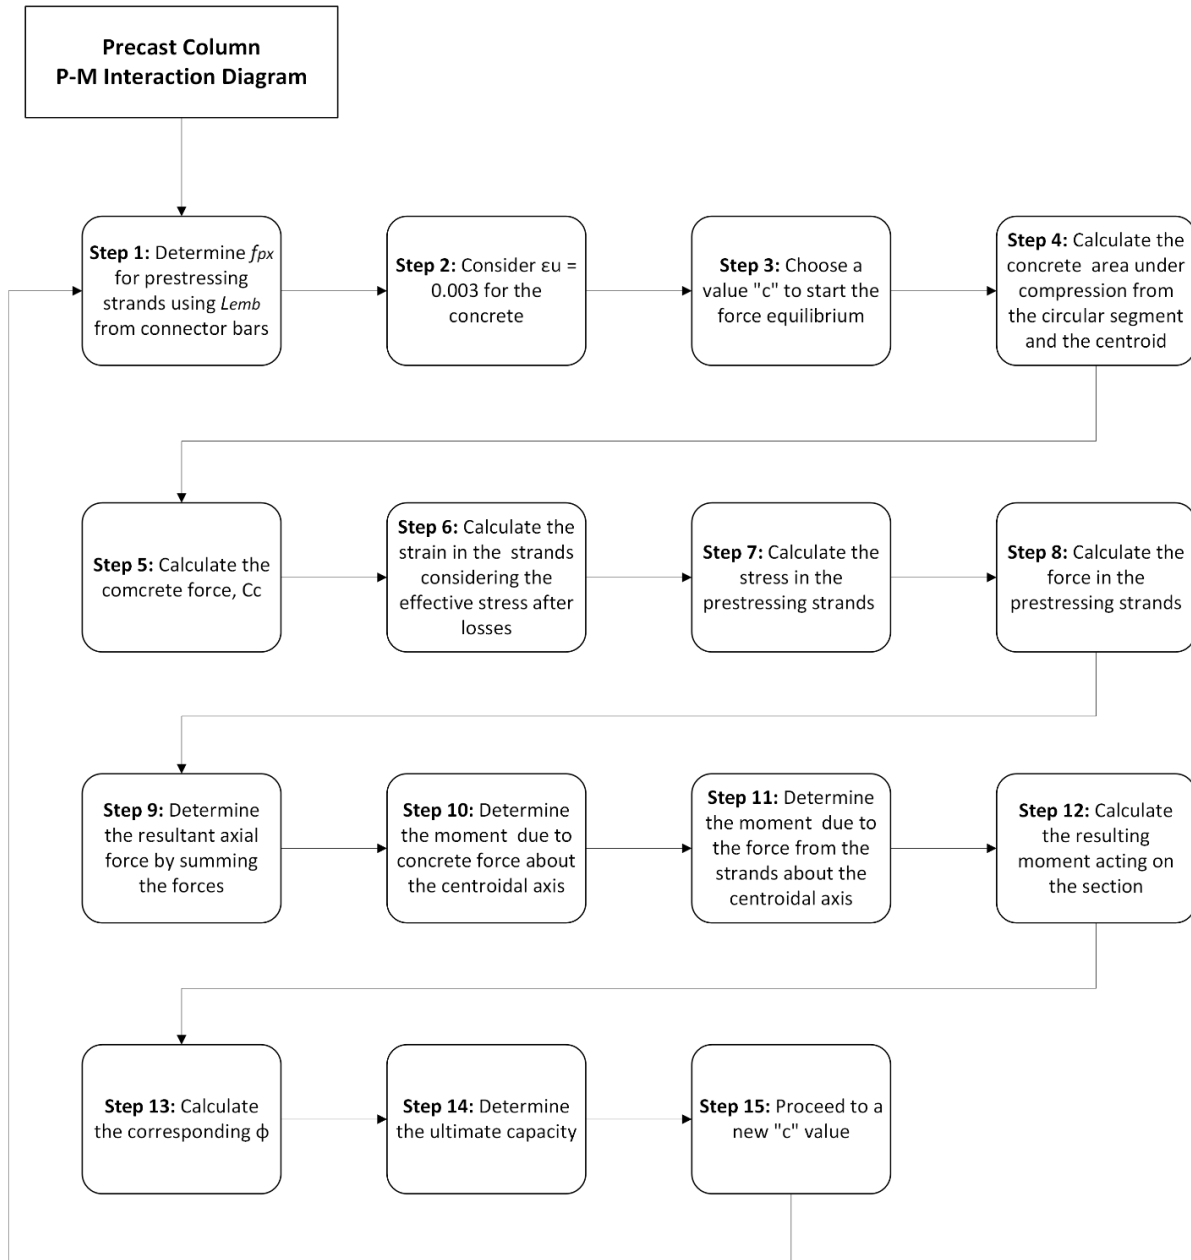 Precast Column
P-M Interaction Diagram
Step 1: Determine fpx
for prestressing
strands using Lemb
from connector bars
Step 2: Consider εu =
0.003 for the
concrete
Step 3: Choose a
value "c" to start the
force equilibrium
Step 4: Calculate the
concrete area under
compression from
the circular segment
and the centroid
Step 5: Calculate the
comcrete force, Cc
Step 6: Calculate the
strain in the strands
considering the
effective stress after
losses
Step 7: Calculate the
stress in the
prestressing strands
Step 8: Calculate the
force in the
prestressing strands
Step 9: Determine
the resultant axial
force by summing
the forces
Step 10: Determine
the moment due to
concrete force about
the centroidal axis
Step 11: Determine
the moment due to
the force from the
strands about the
centroidal axis
Step 12: Calculate
the resulting
moment acting on
the section
Step 13: Calculate
the corresponding ϕ
Step 14: Determine
the ultimate capacity
Step 15: Proceed to a
new "c" value